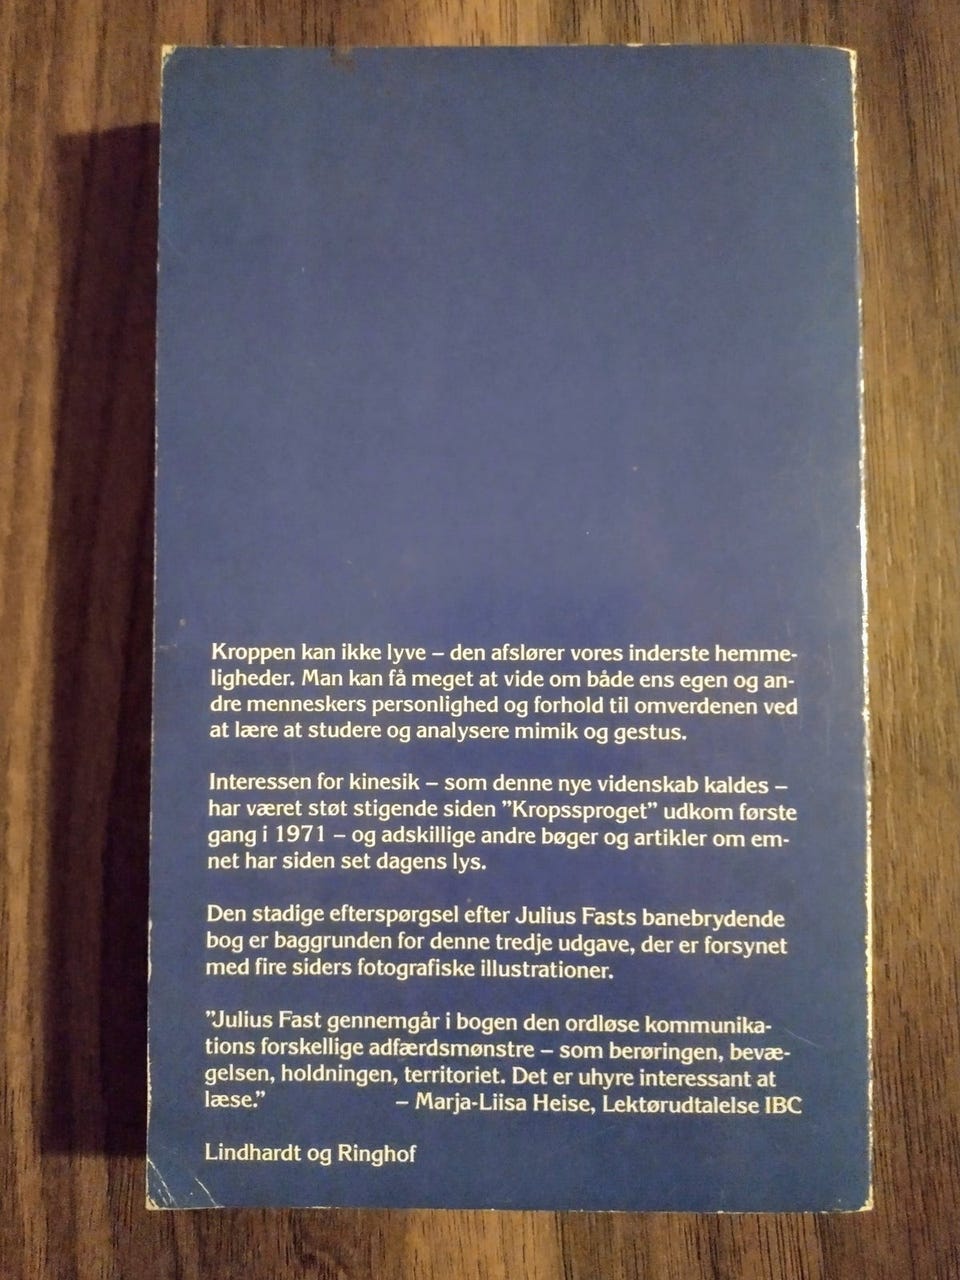 Kroppen kan ikke lyve – den afslører vores inderste hemme-
ligheder. Man kan få meget at vide om både ens egen og an-
dre menneskers personlighed og forhold til omverdenen ved
at lære at studere og analysere mimik og gestus.
Interessen for kinesik – som denne nye videnskab kaldes –
har været støt stigende siden "Kropssproget" udkom første
gang i 1971 – og adskillige andre bøger og artikler om em-
net har siden set dagens lys.
Den stadige efterspørgsel efter Julius Fasts banebrydende
bog er baggrunden for denne tredje udgave, der er forsynet
med fire siders fotografiske illustrationer.
"Julius Fast gennemgår i bogen den ordløse kommunika-
tions forskellige adfærdsmønstre – som berøringen, bevæ-
gelsen, holdningen, territoriet. Det er uhyre interessant at
læse." – Marja-Liisa Heise, Lektørudtalelse IBC
Lindhardt og Ringhof